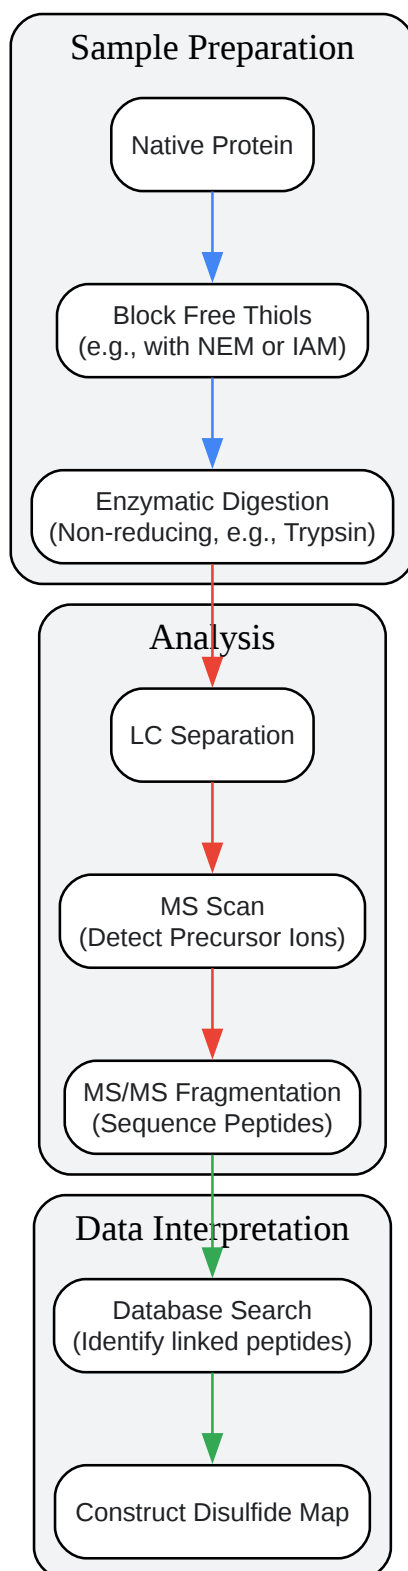 Sample Preparation
Native Protein
Block Free Thiols
(e.g., with NEM or IAM)
Enzymatic Digestion
(Non-reducing, e.g., Trypsin)
Analysis
LC Separation
MS Scan
(Detect Precursor Ions)
MS/MS Fragmentation
(Sequence Peptides)
Data Interpretation
Database Search
(Identify linked peptides)
Construct Disulfide Map